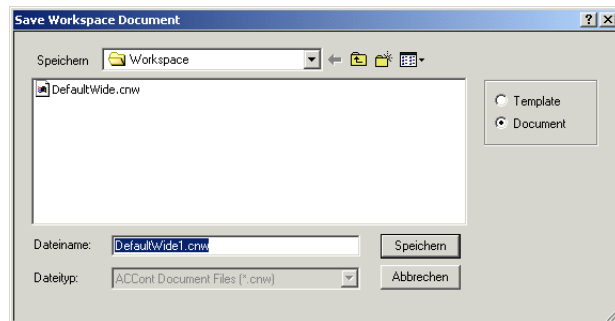 Save Workspace Document
Speichern Workspace
DefaultWide.cnw
Template
Document
Dateiname: DefaultWide1.cnw Speichern
Dateityp: ACCont Document Files (*.cnw) Abbrechen